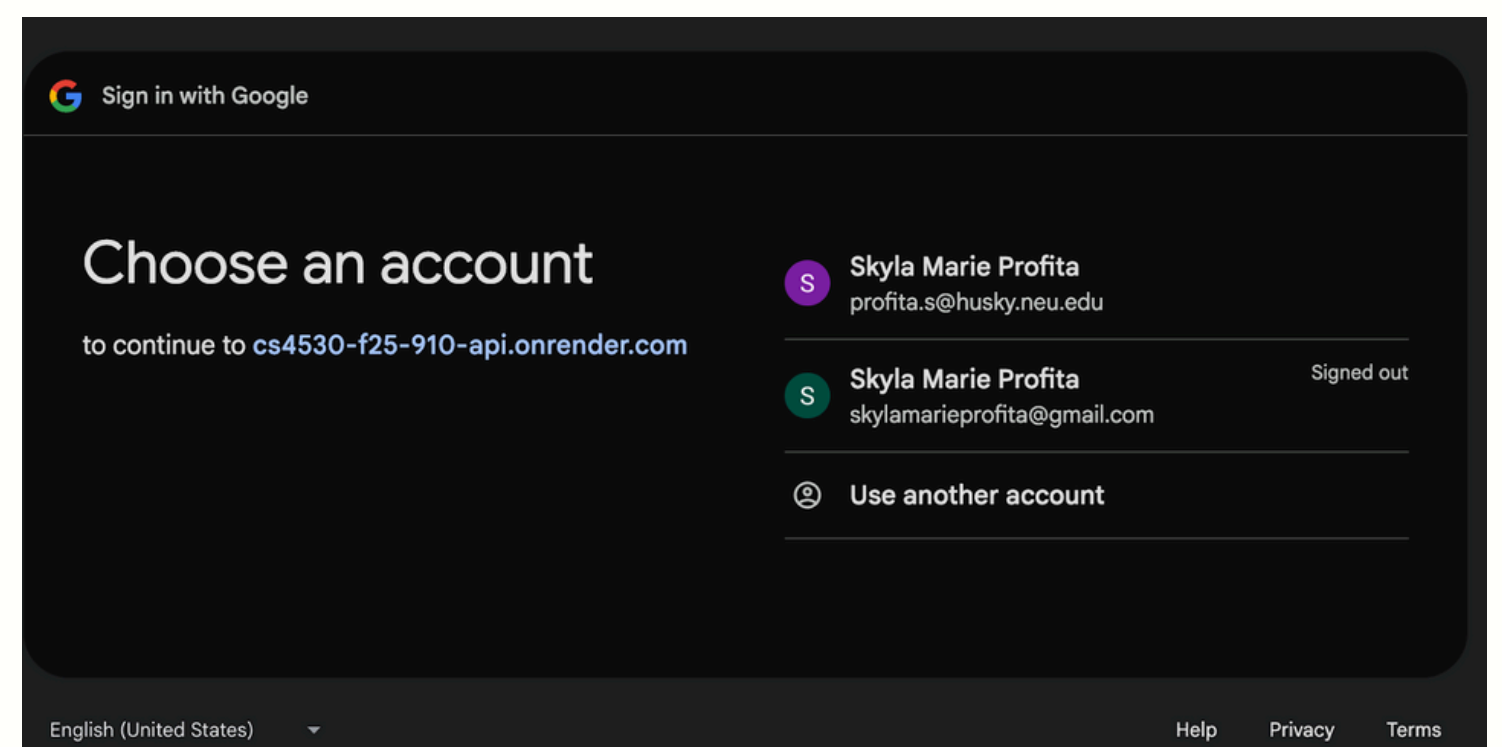 Sign in with Google
Choose an account
to continue to cs4530-f25-910-api.onrender.com
S
Skyla Marie Profita
profita.s@husky.neu.edu
S
Skyla Marie Profita
Signed out
skylamarieprofita@gmail.com
Use another account
English (United States)
Help
Privacy
Terms